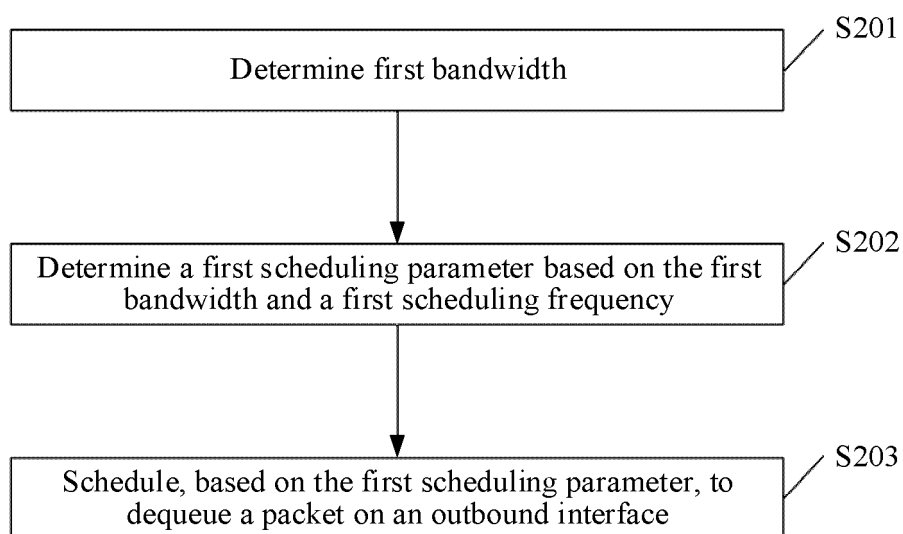 S201
Determine first bandwidth
S202
Determine a first scheduling parameter based on the first
bandwidth and a first scheduling frequency
S203
Schedule, based on the first scheduling parameter, to
dequeue a packet on an outbound interface